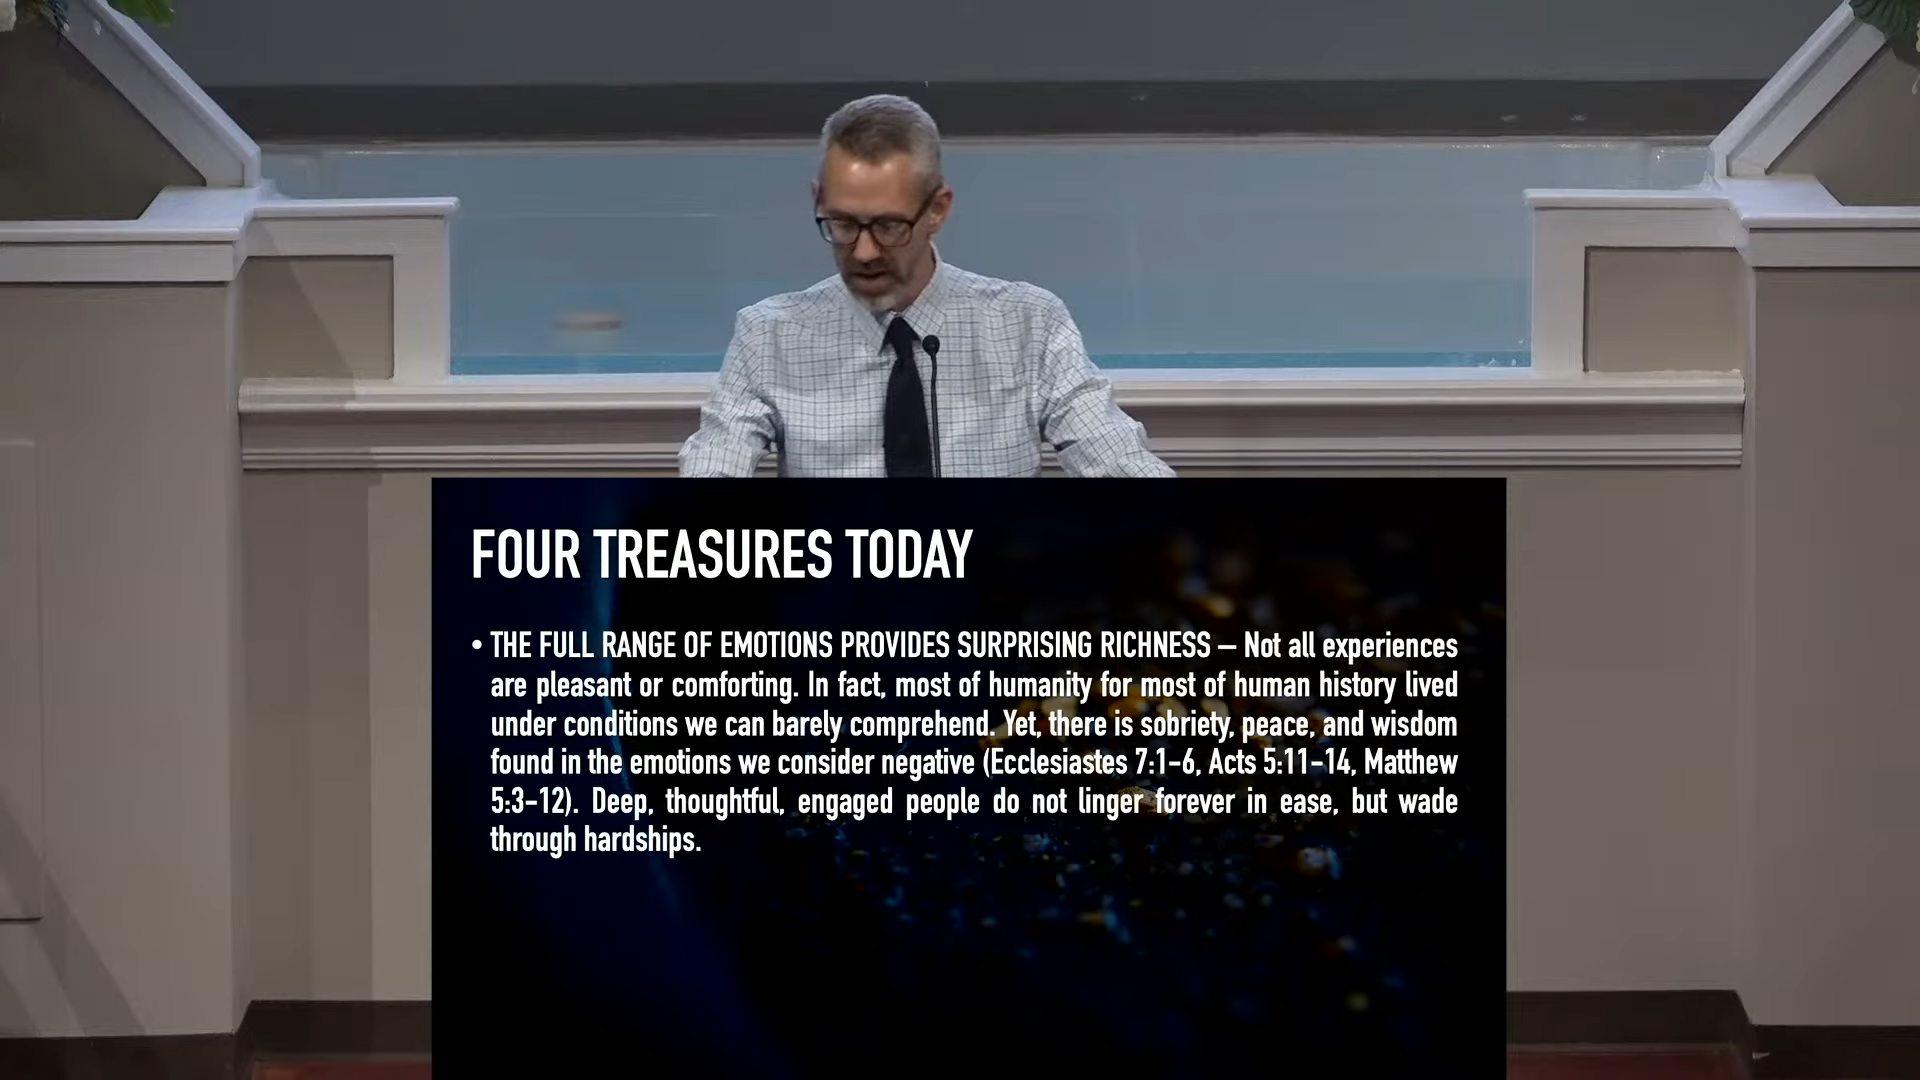 FOUR TREASURES TODAY
• THE FULL RANGE OF EMOTIONS PROVIDES SURPRISING RICHNESS – Not all experiences
are pleasant or comforting. In fact, most of humanity for most of human history lived
under conditions we can barely comprehend. Yet, there is sobriety, peace, and wisdom
found in the emotions we consider negative (Ecclesiastes 7:1-6, Acts 5:11-14, Matthew
5:3-12). Deep, thoughtful, engaged people do not linger forever in ease, but wade
through hardships.